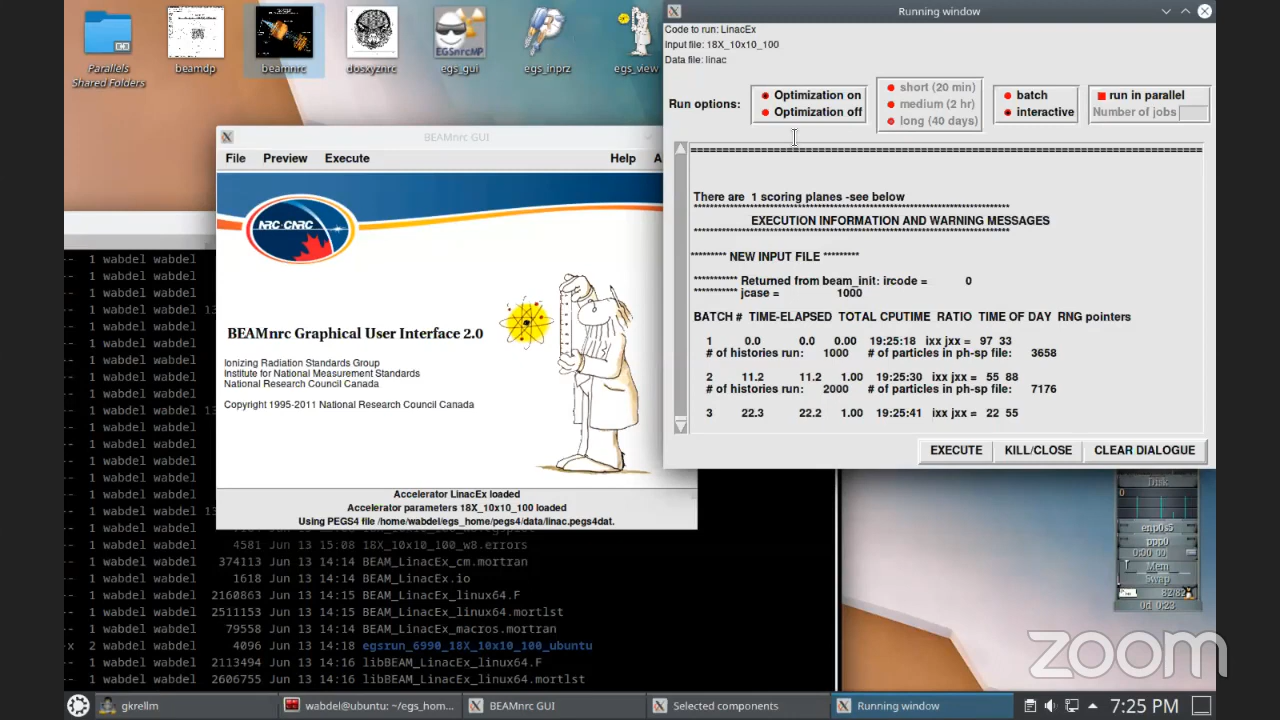 Parallels
Shared Folders
beamdp
beamnrc
dosxyznrc
EGSnrcMP
egs_gui
egs_inprz
egs_view
Running window
Code to run: LinacEx
Input file: 18X_10x10_100
Data file: linac
Run options:
Optimization on
Optimization off
short (20 min)
medium (2 hr)
long (40 days)
batch
interactive
run in parallel
Number of jobs
==========================================================================================
There are 1 scoring planes -see below
EXECUTION INFORMATION AND WARNING MESSAGES
********* NEW INPUT FILE *********
*********** Returned from beam_init: ircode = 0
*********** jcase = 1000
BATCH # TIME-ELAPSED TOTAL CPUTIME RATIO TIME OF DAY RNG pointers
1 0.0 0.0 0.00 19:25:18 ixx jxx = 97 33
# of histories run: 1000 # of particles in ph-sp file: 3658
2 11.2 11.2 1.00 19:25:30 ixx jxx = 55 88
# of histories run: 2000 # of particles in ph-sp file: 7176
3 22.3 22.2 1.00 19:25:41 ixx jxx = 22 55
EXECUTE
KILL/CLOSE
CLEAR DIALOGUE
BEAMnrc GUI
File Preview Execute Help A
NRC·CNRC
BEAMnrc Graphical User Interface 2.0
Ionizing Radiation Standards Group
Institute for National Measurement Standards
National Research Council Canada
Copyright 1995-2011 National Research Council Canada
Accelerator LinacEx loaded
Accelerator parameters 18X_10x10_100 loaded
Using PEGS4 file /home/wabdel/egs_home/pegs4/data/linac.pegs4dat.
-- 1 wabdel wabdel
-- 1 wabdel wabdel
-- 1 wabdel wabdel
-- 1 wabdel wabdel 13
-- 1 wabdel wabdel
-- 1 wabdel wabdel
-- 1 wabdel wabdel
-- 1 wabdel wabdel 13
-- 1 wabdel wabdel
-- 1 wabdel wabdel
-- 1 wabdel wabdel
-- 1 wabdel wabdel
-- 1 wabdel wabdel
-- 1 wabdel wabdel
-- 1 wabdel wabdel
-- 1 wabdel wabdel
-- 1 wabdel wabdel
-- 1 wabdel wabdel 4581 Jun 13 15:08 18X_10x10_100_w8.errors
-- 1 wabdel wabdel 374113 Jun 13 14:14 BEAM_LinacEx_cm.mortran
-- 1 wabdel wabdel 1618 Jun 13 14:14 BEAM_LinacEx.io
-- 1 wabdel wabdel 2160863 Jun 13 14:15 BEAM_LinacEx_linux64.F
-- 1 wabdel wabdel 2511153 Jun 13 14:15 BEAM_LinacEx_linux64.mortlst
-- 1 wabdel wabdel 79558 Jun 13 14:14 BEAM_LinacEx_macros.mortran
-x 2 wabdel wabdel 4096 Jun 13 14:18 egsrun_6990_18X_10x10_100_ubuntu
-- 1 wabdel wabdel 2113494 Jun 13 14:16 libBEAM_LinacEx_linux64.F
-- 1 wabdel wabdel 2606755 Jun 13 14:16 libBEAM_LinacEx_linux64.mortlst
Disk
0
enp0s5
ppp0
0:00 00
Mem
Swap
0d 0:23
zoom
gkrellm
wabdel@ubuntu: ~/egs_hom...
BEAMnrc GUI
Selected components
Running window
7:25 PM